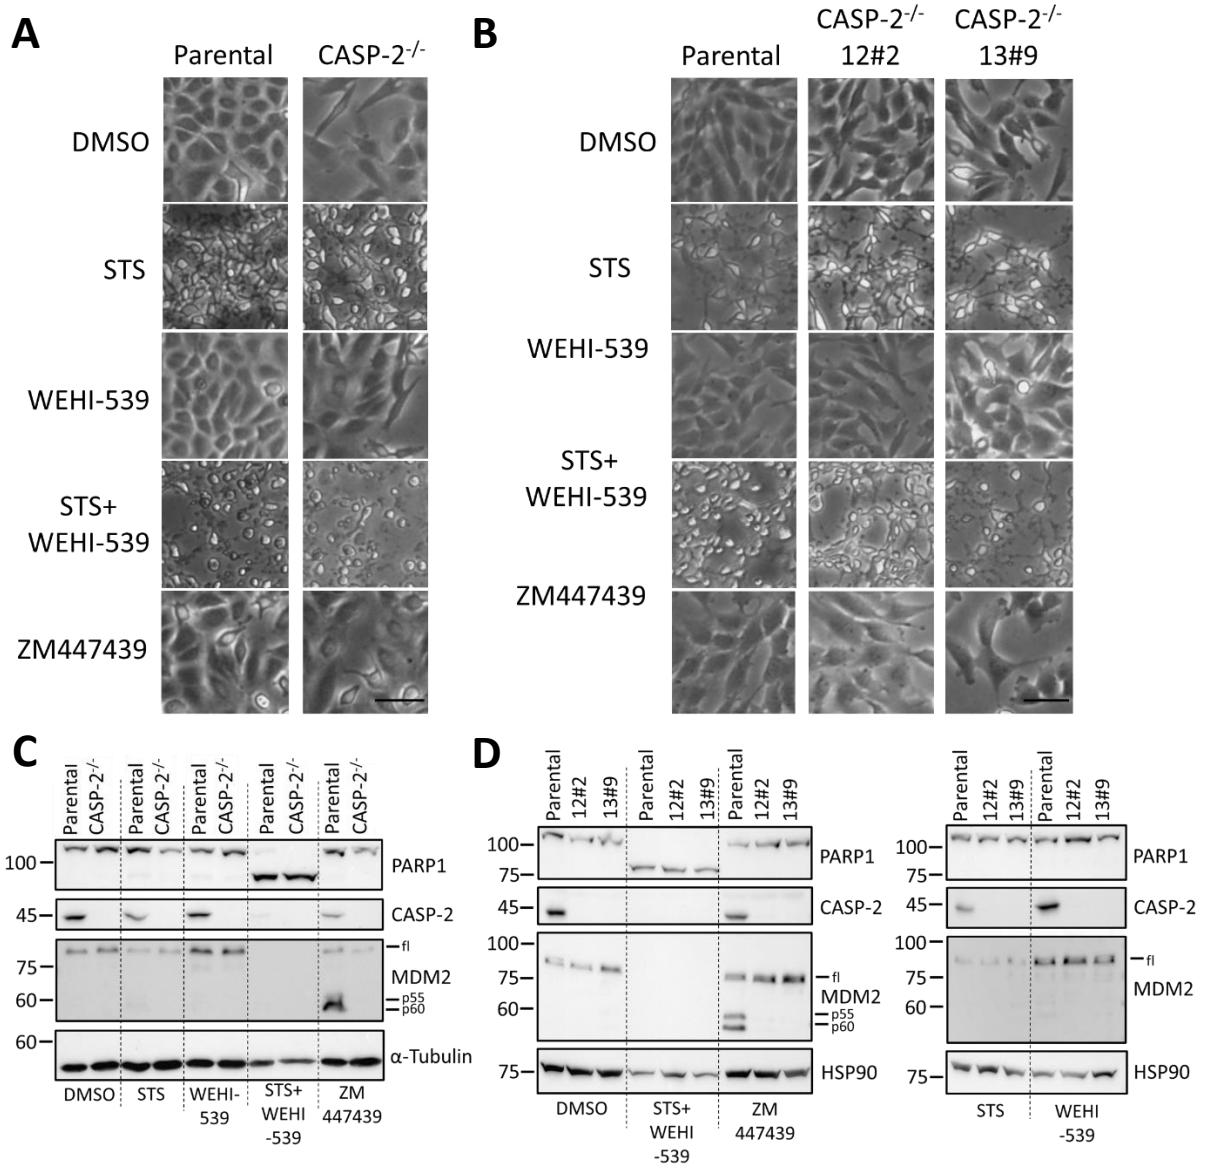 A
Parental
CASP-2-/-
DMSO
STS
WEHI-539
STS+
WEHI-539
ZM447439
B
Parental
CASP-2-/-
12#2
CASP-2-/-
13#9
DMSO
STS
WEHI-539
STS+
WEHI-539
ZM447439
C
Parental
CASP-2-/-
Parental
CASP-2-/-
Parental
CASP-2-/-
Parental
CASP-2-/-
Parental
CASP-2-/-
100
PARP1
45
CASP-2
fl
75
MDM2
60
p55
p60
60
α-Tubulin
DMSO
STS
WEHI-
539
STS+
WEHI
-539
ZM
447439
D
Parental
12#2
13#9
Parental
12#2
13#9
Parental
12#2
13#9
100
PARP1
75
45
CASP-2
100
75
fl
MDM2
60
p55
p60
75
HSP90
DMSO
STS+
WEHI
-539
ZM
447439
Parental
12#2
13#9
Parental
12#2
13#9
100
PARP1
75
45
CASP-2
100
fl
75
MDM2
60
75
HSP90
STS
WEHI
-539